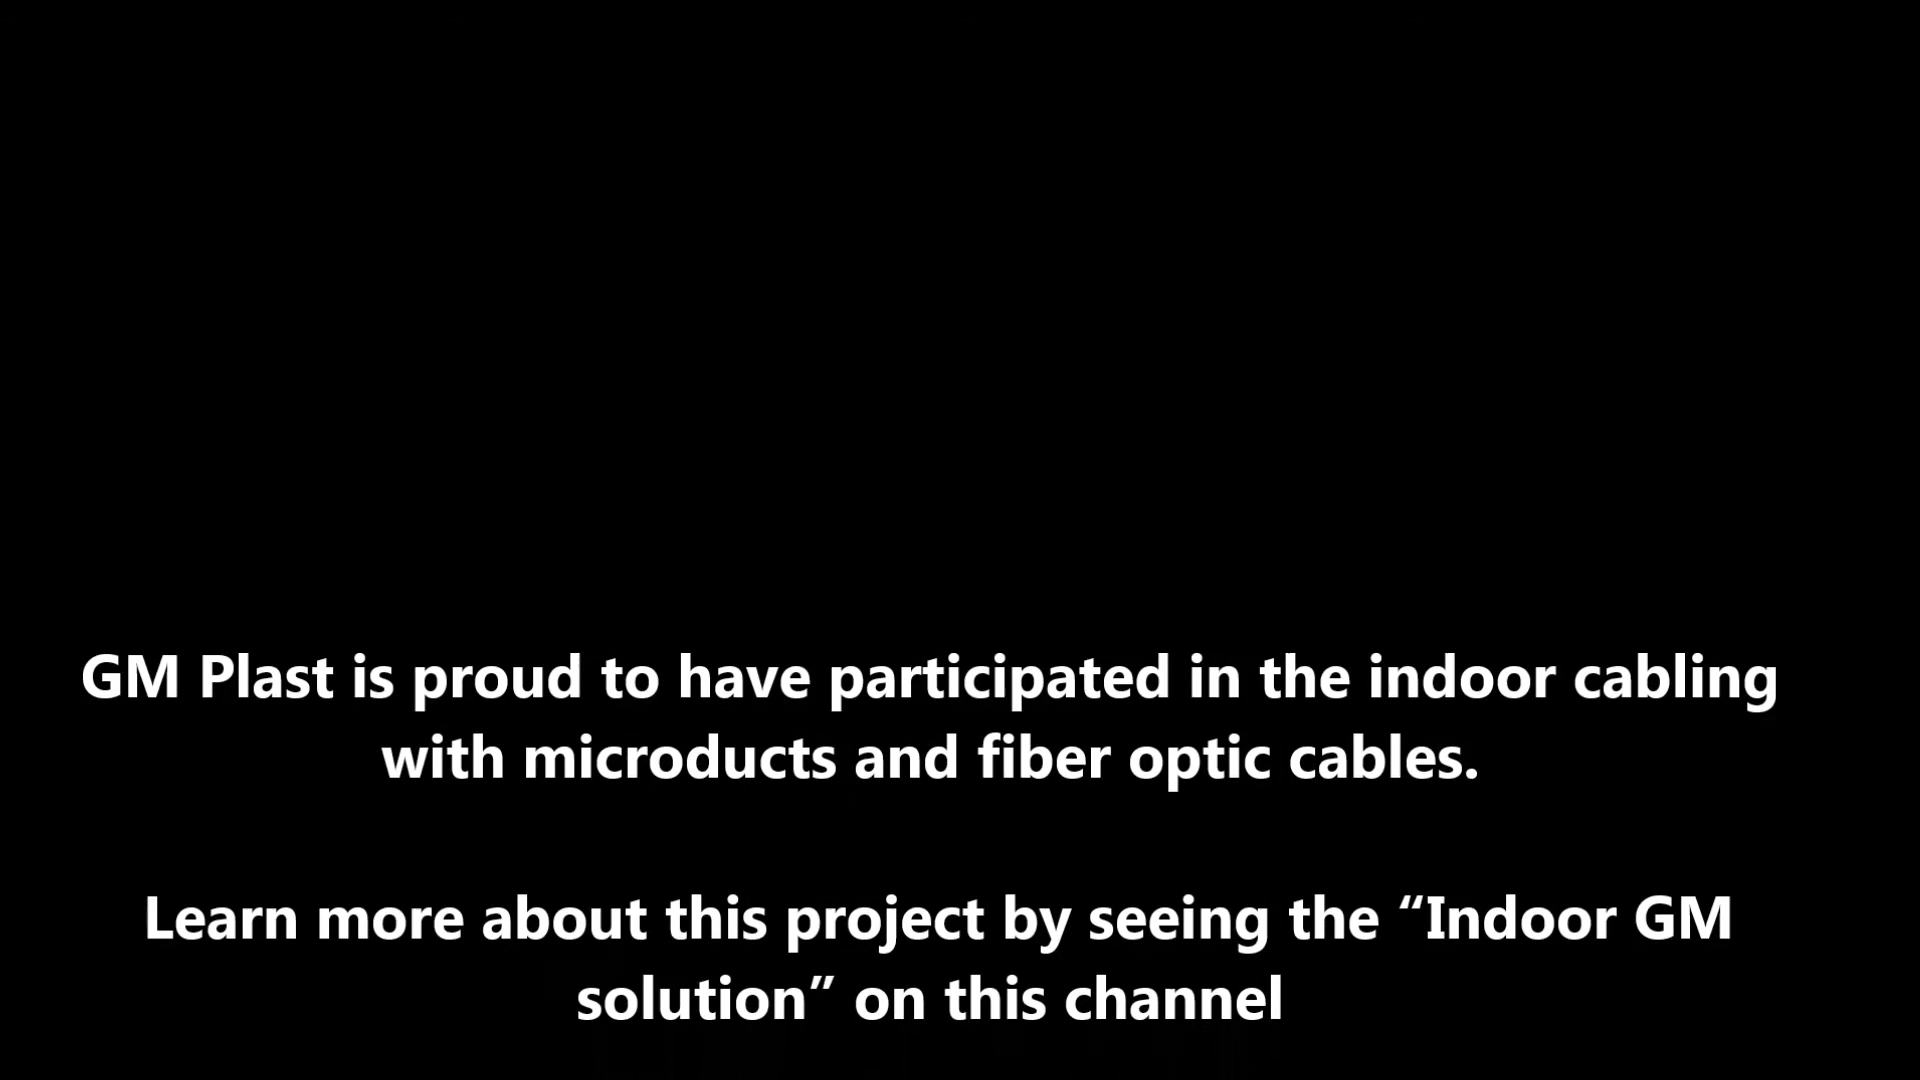 GM Plast is proud to have participated in the indoor cabling
with microducts and fiber optic cables.
Learn more about this project by seeing the “Indoor GM
solution” on this channel